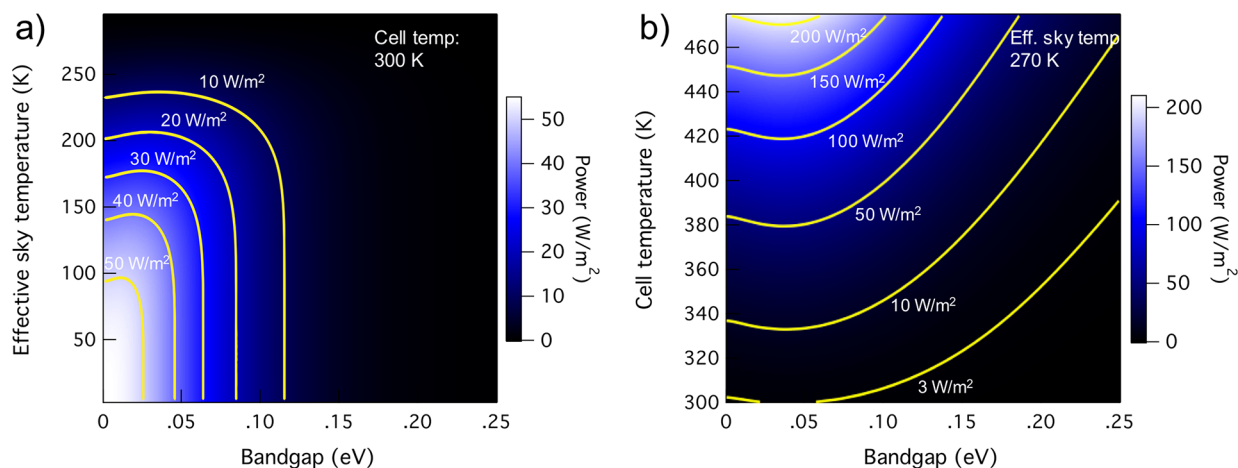 a)
Effective sky temperature (K)
250
200
150
100
50
0
.05
.10
.15
.20
.25
Bandgap (eV)
Cell temp:
300 K
10 W/m²
20 W/m²
30 W/m²
40 W/m²
50 W/m²
50
40
30
20
10
0
Power (W/m²)
b)
Cell temperature (K)
460
440
420
400
380
360
340
320
300
0
.05
.10
.15
.20
.25
Bandgap (eV)
Eff. sky temp
270 K
200 W/m²
150 W/m²
100 W/m²
50 W/m²
10 W/m²
3 W/m²
200
150
100
50
0
Power (W/m²)